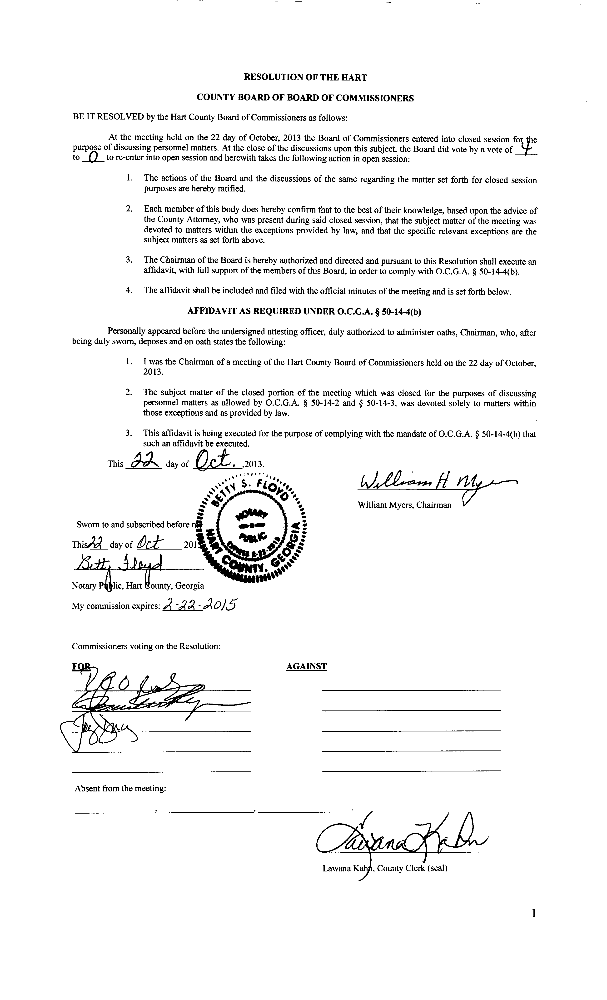 RESOLUTION OF THE HART
COUNTY BOARD OF BOARD OF COMMISSIONERS
BE IT RESOLVED by the Hart County Board of Commissioners as follows:
At the meeting held on the 22 day of October, 2013 the Board of Commissioners entered into closed session for the
purpose of discussing personnel matters. At the close of the discussions upon this subject, the Board did vote by a vote of 4
to 0 to re-enter into open session and herewith takes the following action in open session:
1. The actions of the Board and the discussions of the same regarding the matter set forth for closed session
purposes are hereby ratified.
2. Each member of this body does hereby confirm that to the best of their knowledge, based upon the advice of
the County Attorney, who was present during said closed session, that the subject matter of the meeting was
devoted to matters within the exceptions provided by law, and that the specific relevant exceptions are the
subject matters as set forth above.
3. The Chairman of the Board is hereby authorized and directed and pursuant to this Resolution shall execute an
affidavit, with full support of the members of this Board, in order to comply with O.C.G.A. § 50-14-4(b).
4. The affidavit shall be included and filed with the official minutes of the meeting and is set forth below.
AFFIDAVIT AS REQUIRED UNDER O.C.G.A. § 50-14-4(b)
Personally appeared before the undersigned attesting officer, duly authorized to administer oaths, Chairman, who, after
being duly sworn, deposes and on oath states the following:
1. I was the Chairman of a meeting of the Hart County Board of Commissioners held on the 22 day of October,
2013.
2. The subject matter of the closed portion of the meeting which was closed for the purposes of discussing
personnel matters as allowed by O.C.G.A. § 50-14-2 and § 50-14-3, was devoted solely to matters within
those exceptions and as provided by law.
3. This affidavit is being executed for the purpose of complying with the mandate of O.C.G.A. § 50-14-4(b) that
such an affidavit be executed.
This 22 day of Oct. ,2013.
William H Myers
William Myers, Chairman
BETTY S. FLOYD
NOTARY
PUBLIC
EXPIRES 2-22-2015
HART COUNTY, GEORGIA
Sworn to and subscribed before me
This 22 day of Oct 201
Betty Floyd
Notary Public, Hart County, Georgia
My commission expires: 2-22-2015
Commissioners voting on the Resolution:
FOR AGAINST
Absent from the meeting:
Lawana Kahn
Lawana Kahn, County Clerk (seal)
1